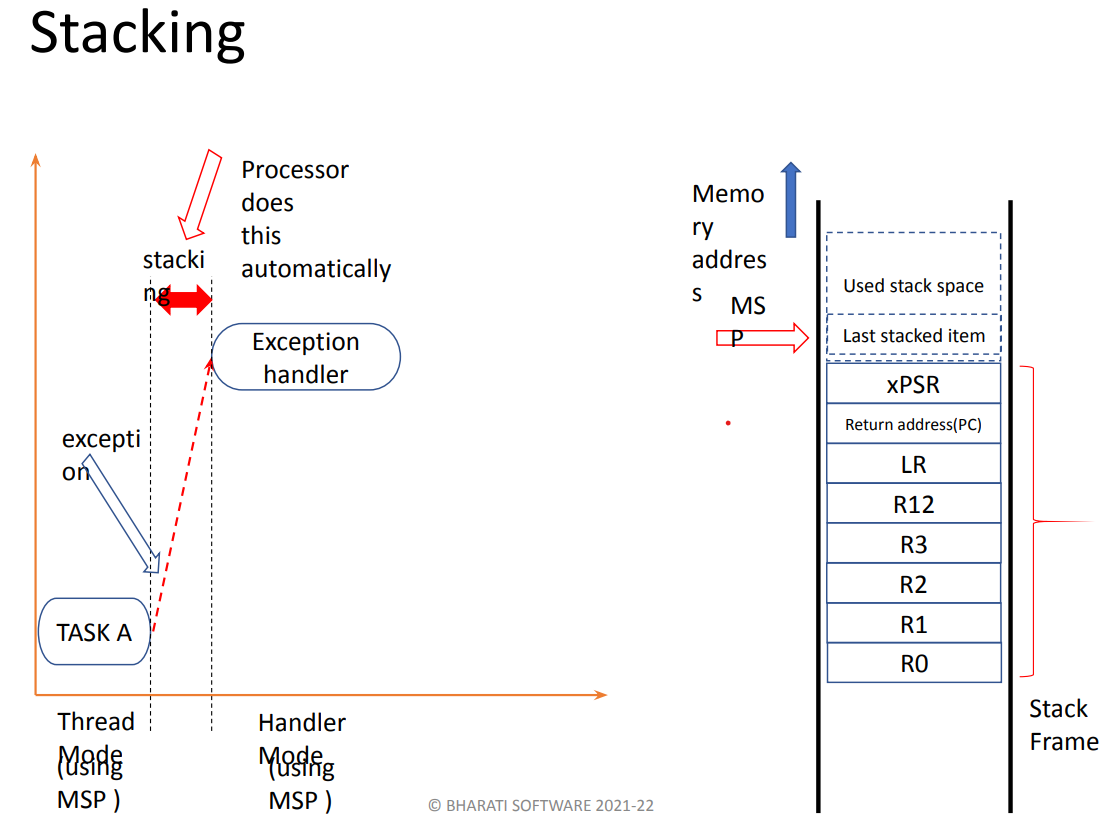 Stacking
Processor
does
this
automatically
stacki
ng
Exception
handler
excepti
on
TASK A
Thread
Mode
(using
MSP )
Handler
Mode
(using
MSP )
Memo
ry
addres
s
MS
P
Used stack space
Last stacked item
xPSR
Return address(PC)
LR
R12
R3
R2
R1
R0
Stack
Frame
© BHARATI SOFTWARE 2021-22